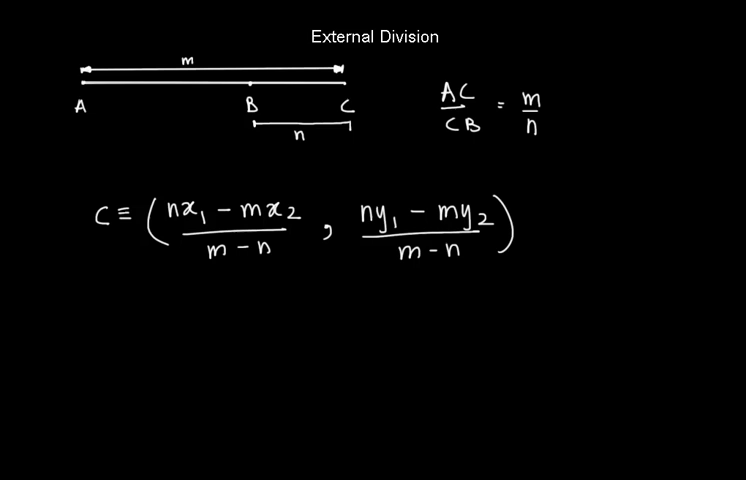 External Division
m
A B C
n
AC/CB = m/n
C ≡ ( (nx₁ - mx₂)/(m - n) , (ny₁ - my₂)/(m - n) )